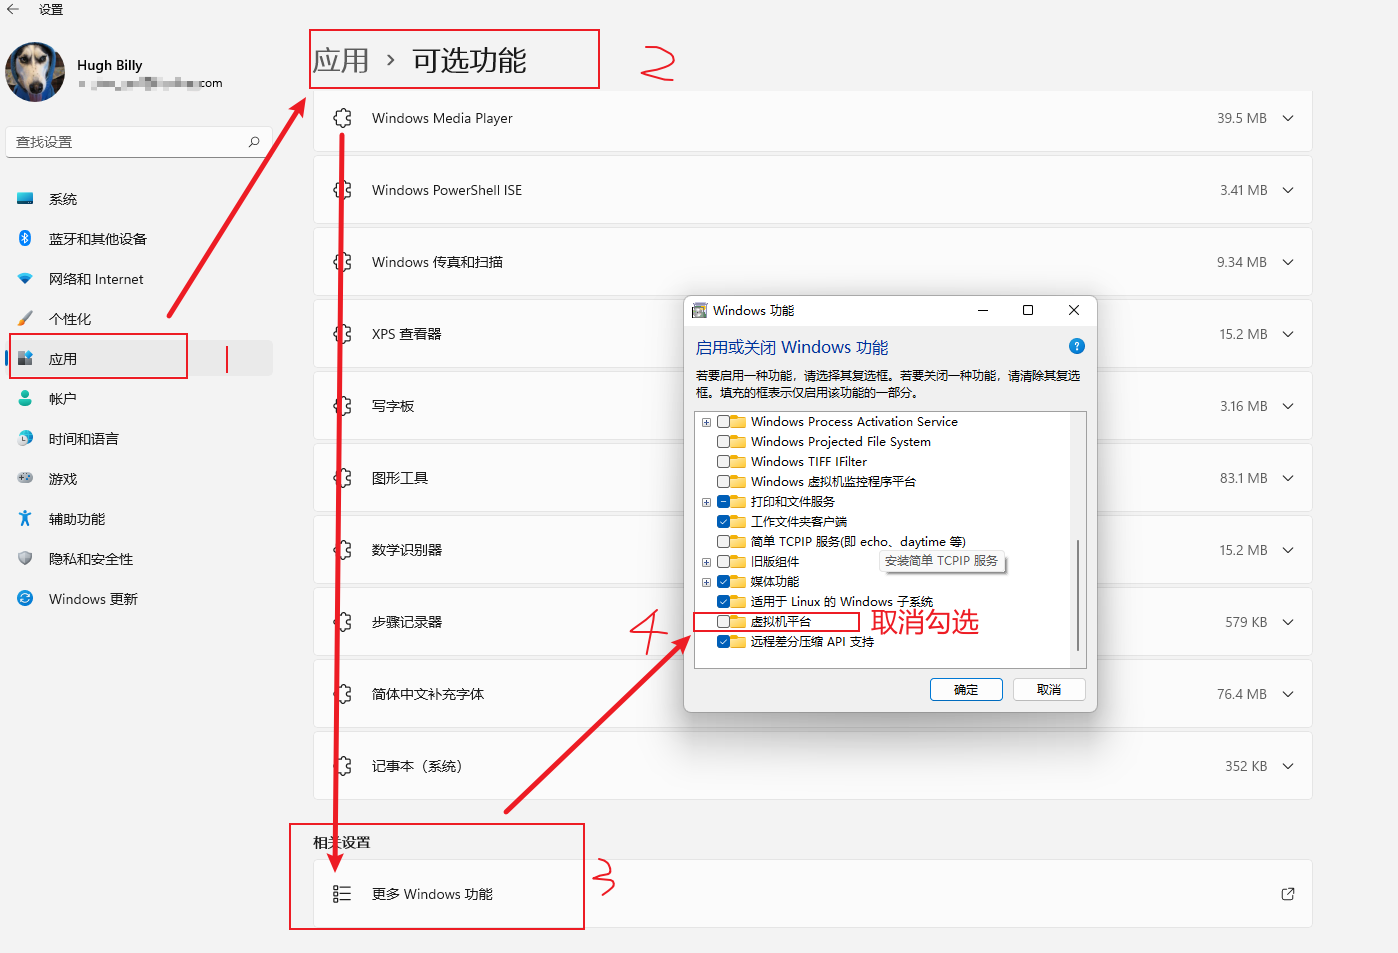 设置
Hugh Billy
com
查找设置
系统
蓝牙和其他设备
网络和 Internet
个性化
应用
1
帐户
时间和语言
游戏
辅助功能
隐私和安全性
Windows 更新
应用 › 可选功能
2
Windows Media Player 39.5 MB
Windows PowerShell ISE 3.41 MB
Windows 传真和扫描 9.34 MB
XPS 查看器 15.2 MB
写字板 3.16 MB
图形工具 83.1 MB
数学识别器 15.2 MB
步骤记录器 579 KB
简体中文补充字体 76.4 MB
记事本（系统） 352 KB
相关设置
更多 Windows 功能
3
4
Windows 功能
启用或关闭 Windows 功能
若要启用一种功能，请选择其复选框。若要关闭一种功能，请清除其复选
框。填充的框表示仅启用该功能的一部分。
Windows Process Activation Service
Windows Projected File System
Windows TIFF IFilter
Windows 虚拟机监控程序平台
打印和文件服务
工作文件夹客户端
简单 TCPIP 服务(即 echo、daytime 等)
安装简单 TCPIP 服务
旧版组件
媒体功能
适用于 Linux 的 Windows 子系统
虚拟机平台
取消勾选
远程差分压缩 API 支持
确定
取消